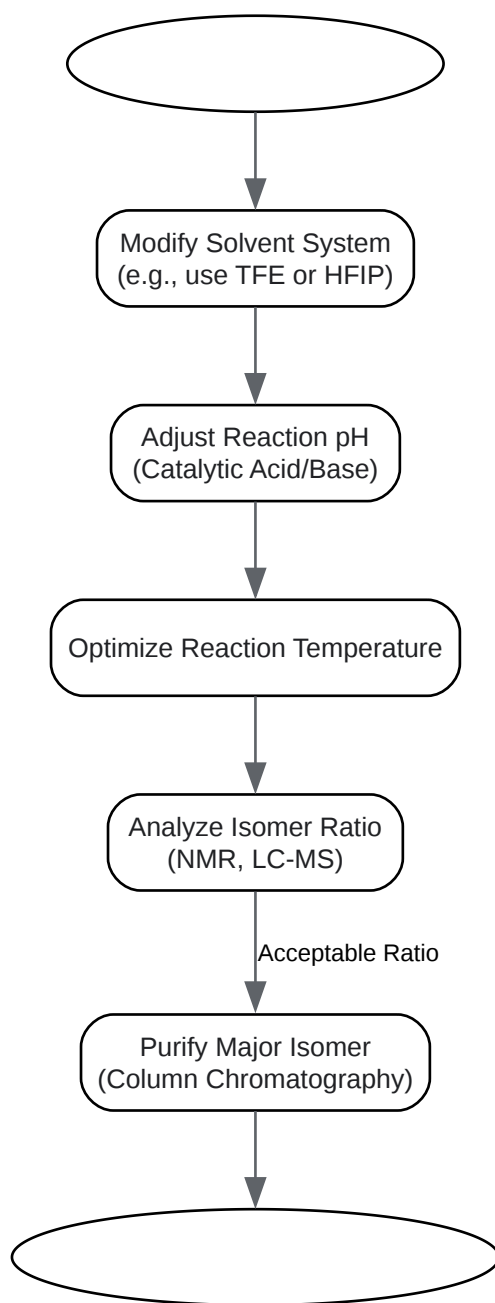 Modify Solvent System
(e.g., use TFE or HFIP)
Adjust Reaction pH
(Catalytic Acid/Base)
Optimize Reaction Temperature
Analyze Isomer Ratio
(NMR, LC-MS)
Acceptable Ratio
Purify Major Isomer
(Column Chromatography)